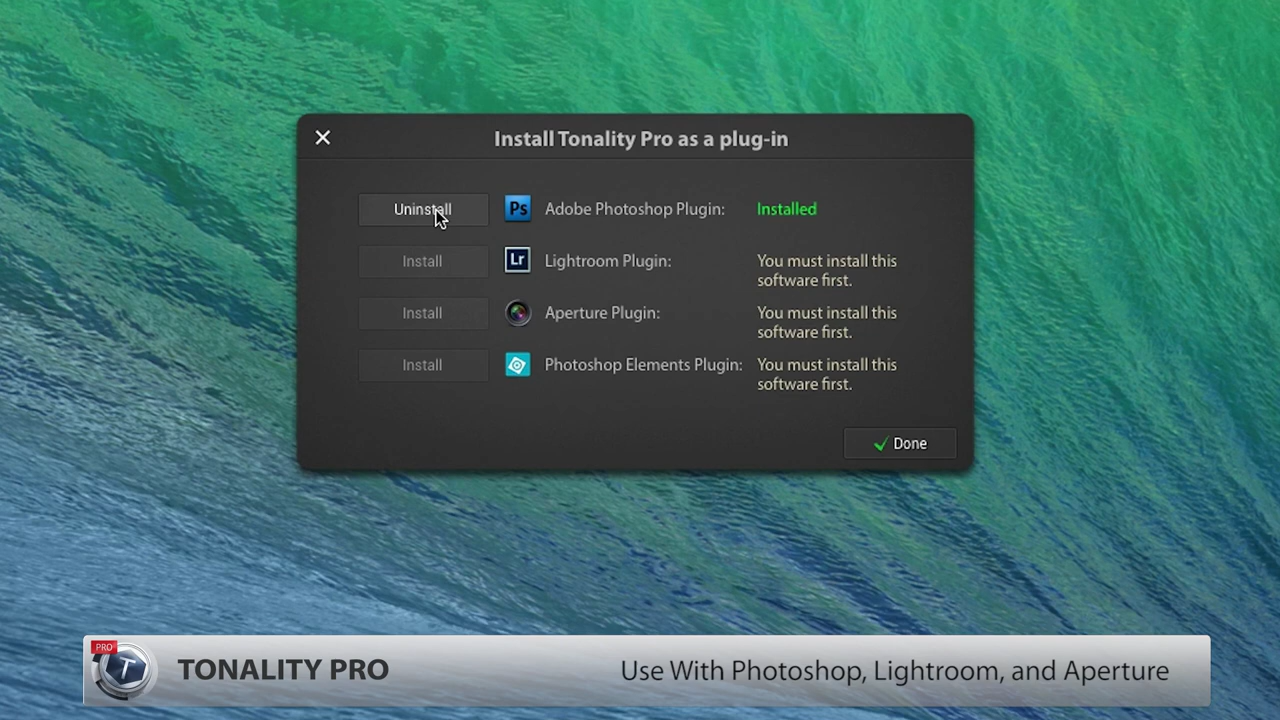 Install Tonality Pro as a plug-in
Uninstall
Ps
Adobe Photoshop Plugin:
Installed
Install
Lr
Lightroom Plugin:
You must install this
software first.
Install
Aperture Plugin:
You must install this
software first.
Install
Photoshop Elements Plugin:
You must install this
software first.
Done
PRO
T
TONALITY PRO
Use With Photoshop, Lightroom, and Aperture